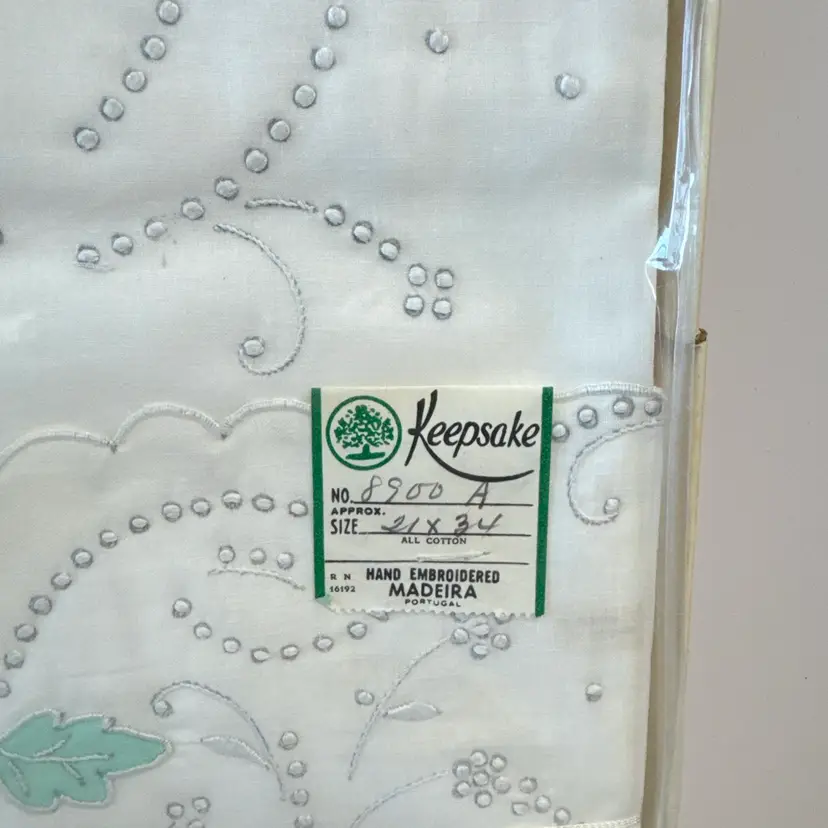 Keepsake
NO. 8900 A
APPROX.
SIZE 21 X 34
ALL COTTON
R N HAND EMBROIDERED
16192 MADEIRA
PORTUGAL